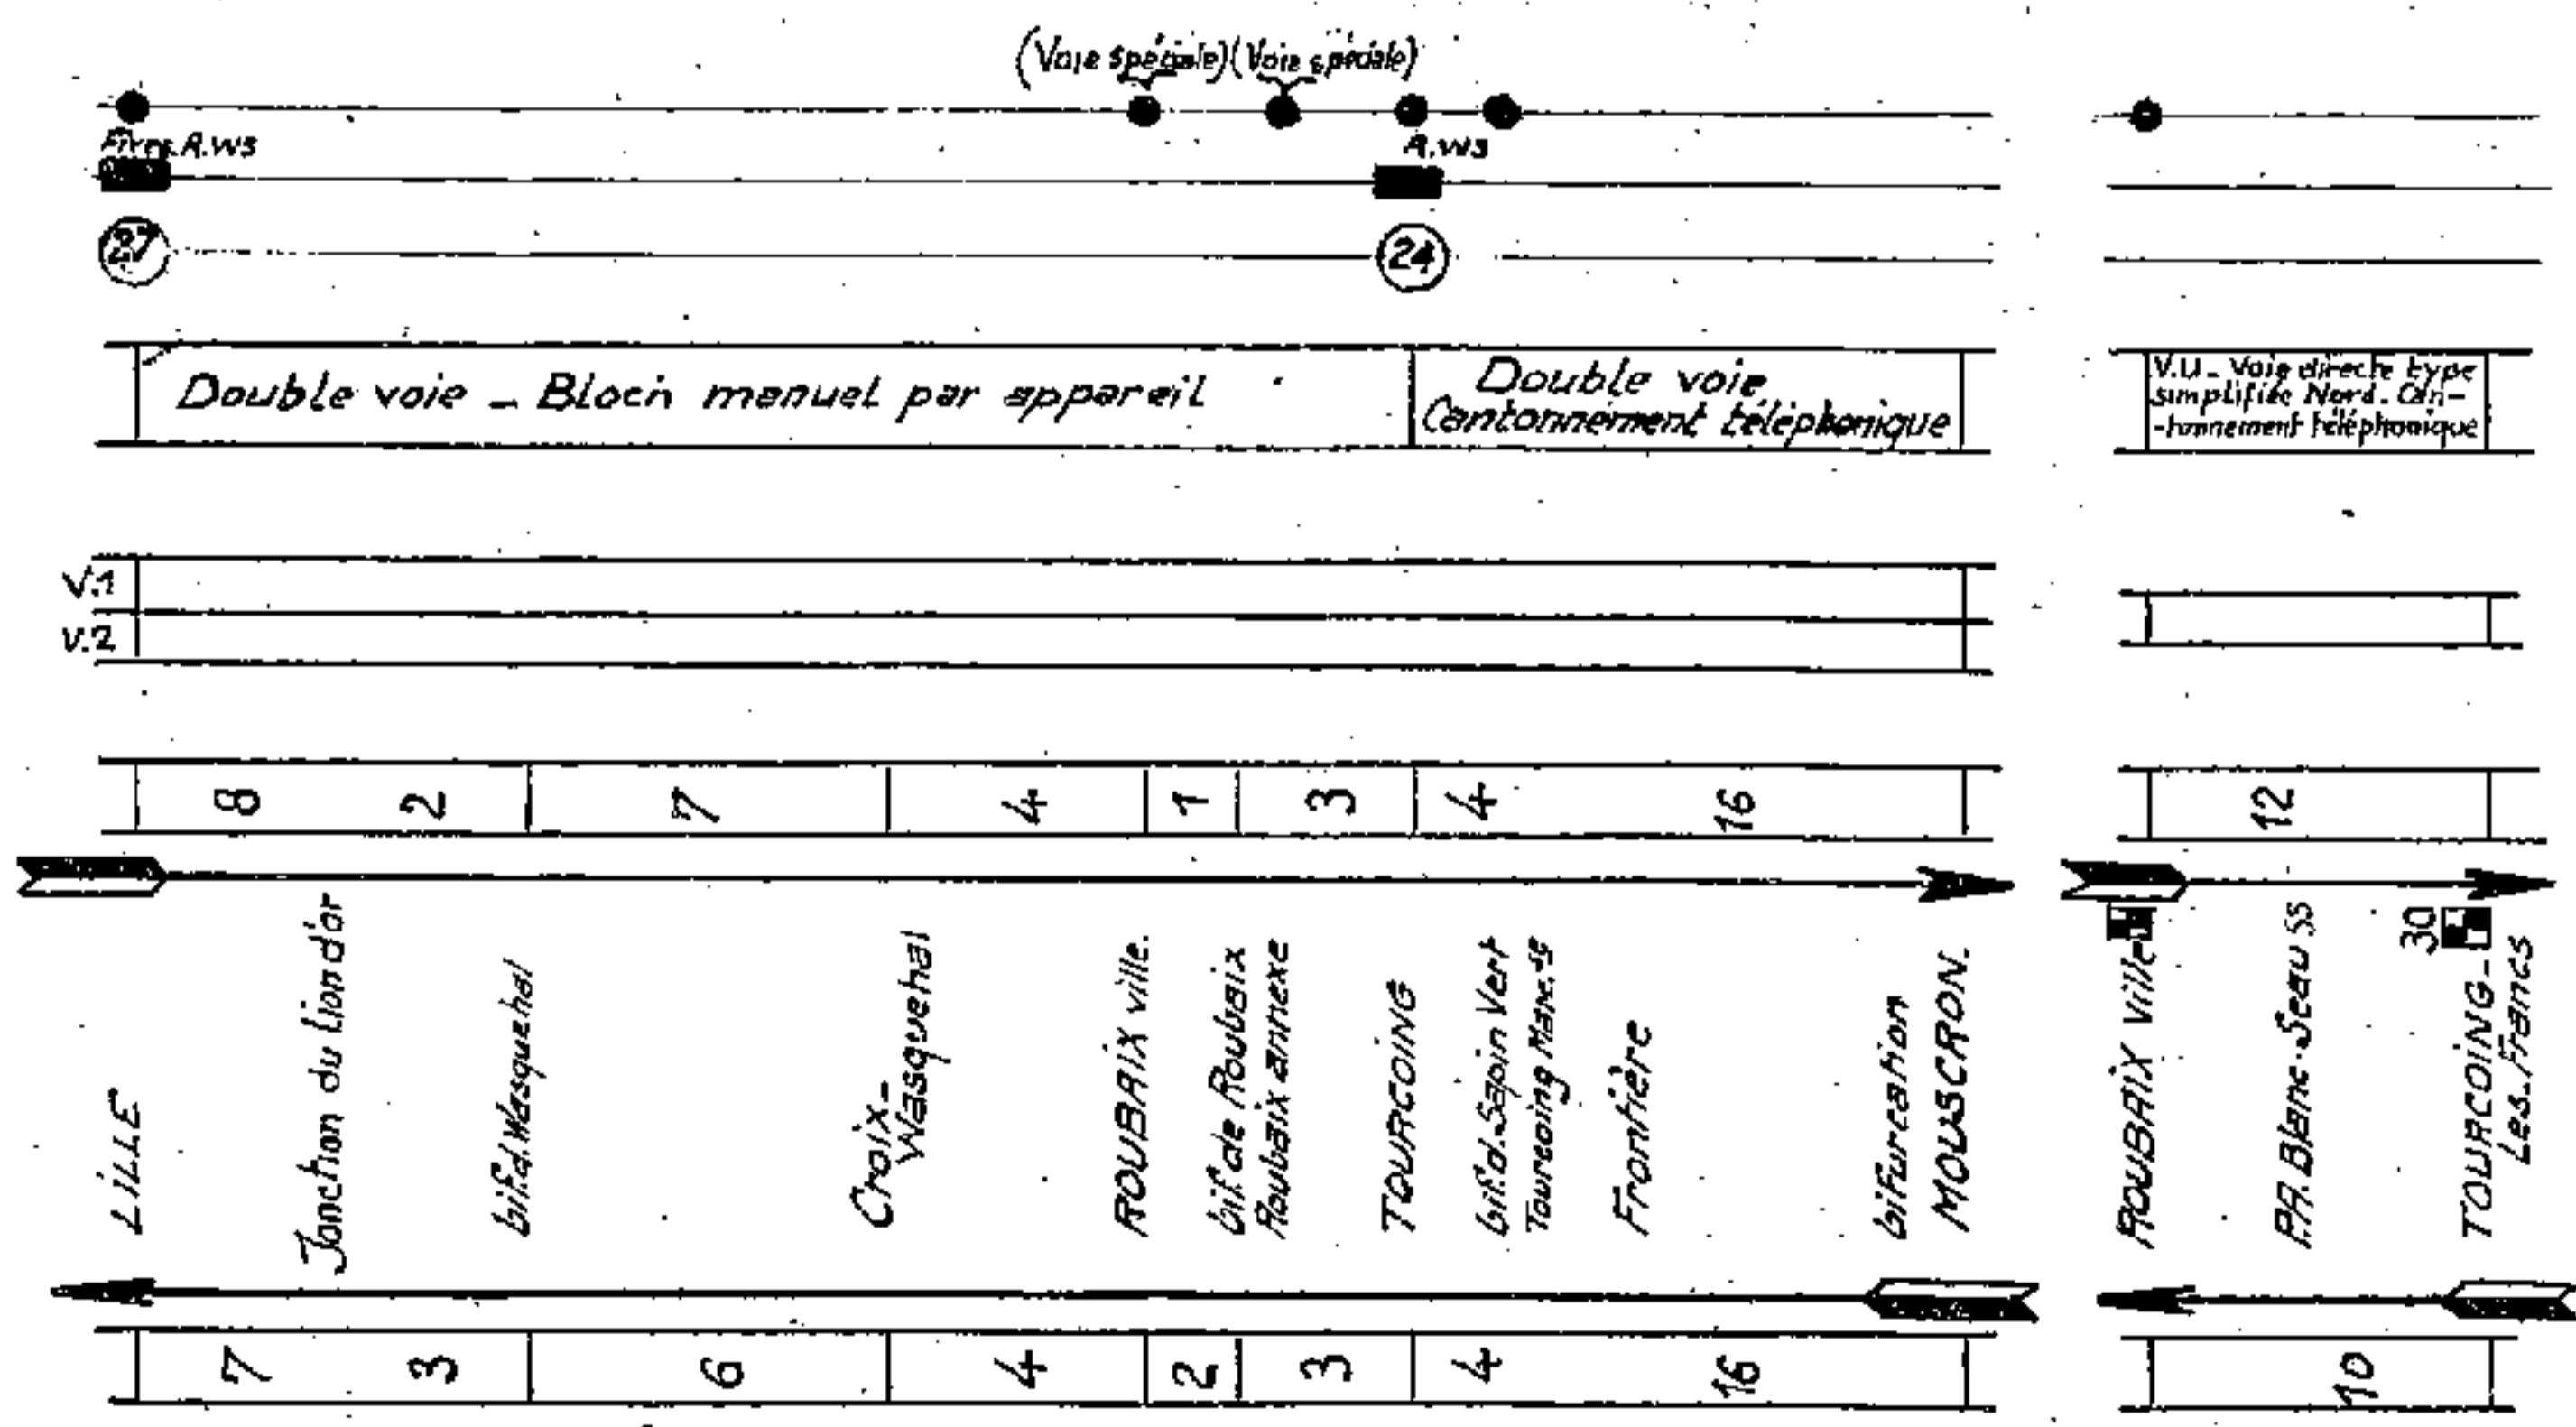 (Voie spéciale) (Voie spéciale)
Fives A.ws
A.ws
27
24
Double voie _ Block manuel par appareil
Double voie
Cantonnement téléphonique
V.U _ Voie directe type
simplifiée Nord. Can-
-tonnement téléphonique
V.1
V.2
8 2 7 4 1 3 4 16
12
LILLE
Jonction du Lion d'or
bif.d.Wasquehal
Croix-
Wasquehal
ROUBAIX ville.
bif. de Roubaix
Roubaix annexe
TOURCOING
bif.d.Sapin Vert
Tourcoing
Frontière
bifurcation
MOUSCRON.
ROUBAIX ville
P.A. Blanc-Seau ss
30
TOURCOING-
Les-Francs
7 3 6 4 2 3 4 16
10